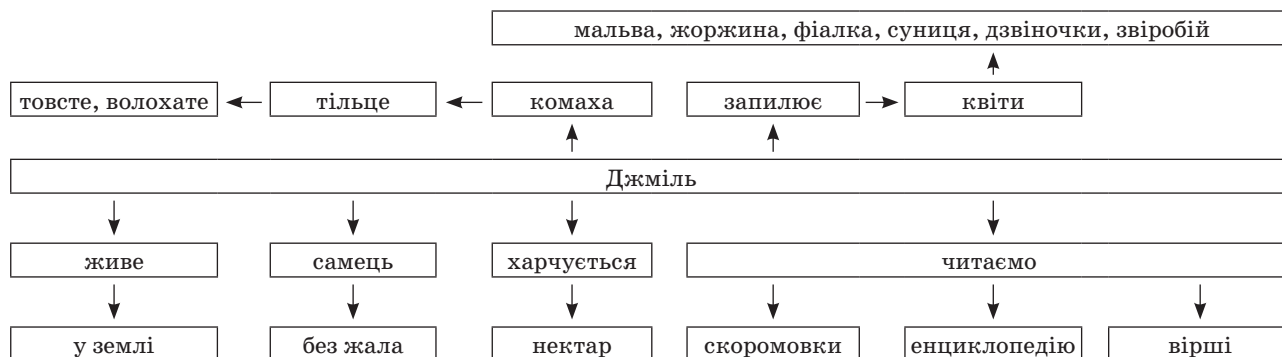 мальва, жоржина, фіалка, суниця, дзвіночки, звіробій
товсте, волохате тільце комаха запилює квіти
Джміль
живе самець харчується читаємо
у землі без жала нектар скоромовки енциклопедію вірші